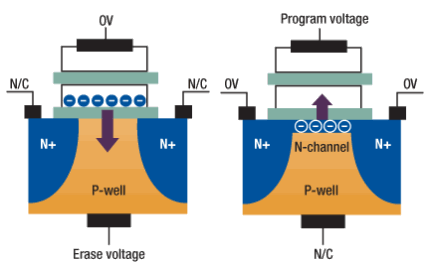 0V
N/C
N/C
N+
N+
P-well
Erase voltage
Program voltage
0V
0V
N+
N-channel
N+
P-well
N/C